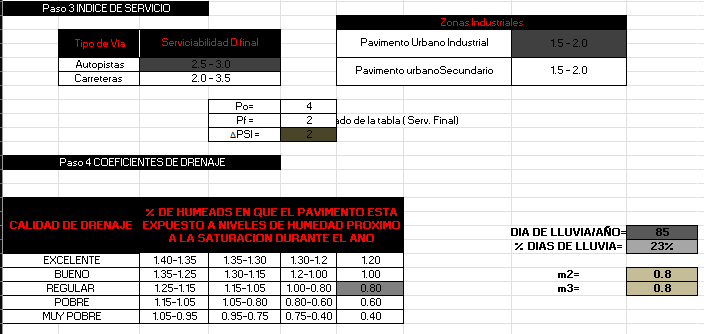 Paso 3 INDICE DE SERVICIO
Zonas Industriales
Tipo de Vía Serviciabilidad D final
Pavimento Urbano Industrial 1.5 - 2.0
Autopistas 2.5 - 3.0
Carreteras 2.0 - 3.5
Pavimento urbanoSecundario 1.5 - 2.0
Po= 4
Pf = 2 ado de la tabla ( Serv. Final)
△PSI= 2
Paso 4 COEFICIENTES DE DRENAJE
CALIDAD DE DRENAJE
% DE HUMEADS EN QUE EL PAVIMENTO ESTA
EXPUESTO A NIVELES DE HUMEDAD PROXIMO
A LA SATURACION DURANTE EL ANO
DIA DE LLUVIA/AÑO= 85
% DIAS DE LLUVIA= 23%
EXCELENTE 1.40-1.35 1.35-1.30 1.30-1.2 1.20
BUENO 1.35-1.25 1.30-1.15 1.2-1.00 1.00
REGULAR 1.25-1.15 1.15-1.05 1.00-0.80 0.80
POBRE 1.15-1.05 1.05-0.80 0.80-0.60 0.60
MUY POBRE 1.05-0.95 0.95-0.75 0.75-0.40 0.40
m2= 0.8
m3= 0.8